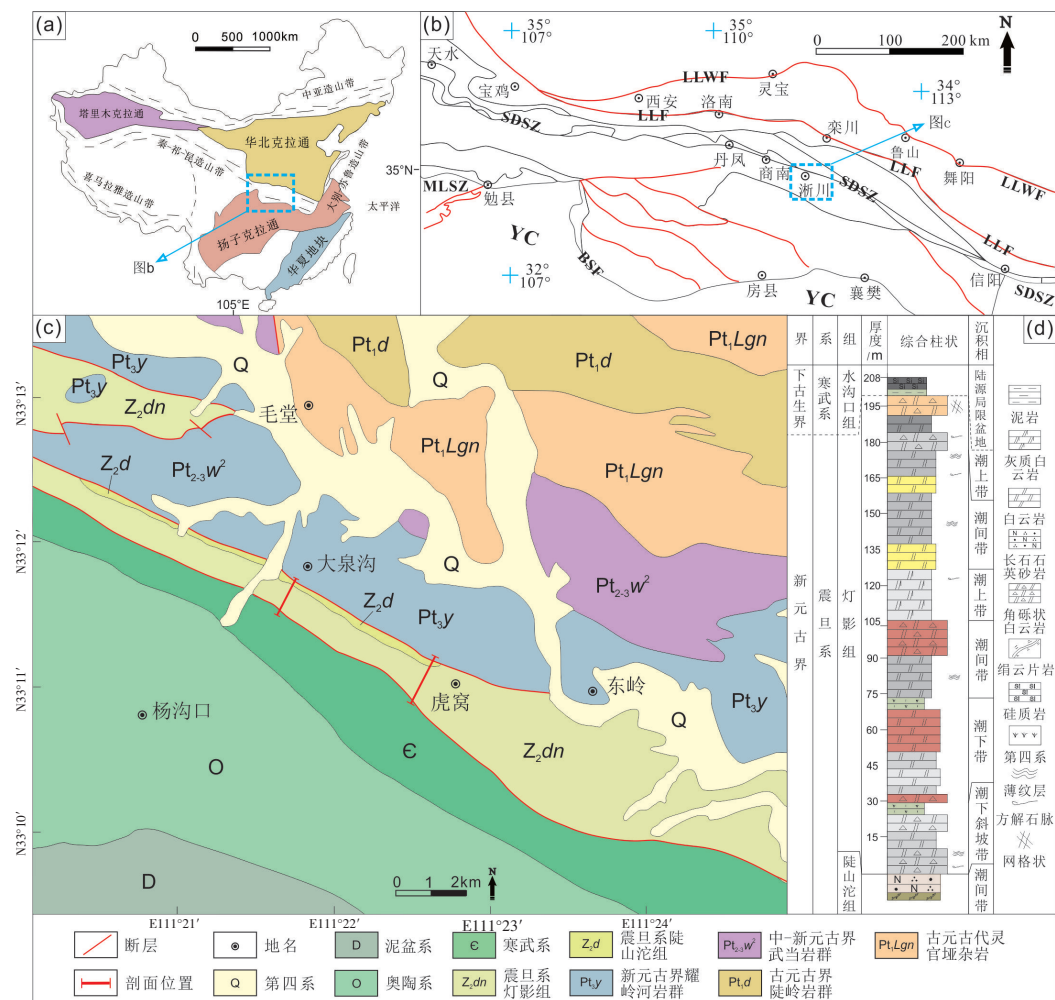 (a)
0 500 1000km
中亚造山带
塔里木克拉通
华北克拉通
秦-祁-昆造山带
喜马拉雅造山带
大别-苏鲁造山带
太平洋
扬子克拉通
华夏地块
图b
105°E
(b)
35°
107°
35°
110°
0 100 200 km
N
天水
宝鸡
LLWF
灵宝
34°
113°
西安
洛南
SDSZ
LLF
栾川
图c
鲁山
35°N
丹凤
商南
LLF
舞阳
MLSZ
勉县
淅川
SDSZ
LLWF
YC
BSF
32°
107°
LLF
房县
襄樊
信阳
YC
SDSZ
(c)
Pt₃y
Q
Pt₁d
Pt₁Lgn
Q
Pt₁d
N33°13′
Pt₃y
Z₂dn
毛堂
Z₂d
Pt₂₋₃w²
Pt₁Lgn
Pt₁Lgn
N33°12′
大泉沟
Q
Pt₂₋₃w²
Z₂d
Pt₃y
N33°11′
虎窝
东岭
Pt₃y
杨沟口
Q
O
Є
Z₂dn
N33°10′
D
0 1 2km
N
E111°21′
E111°22′
E111°23′
E111°24′
(d)
界
系
组
厚度/m
综合柱状
沉积相
下古生界
寒武系
水沟口组
陆源局限盆地
新元古界
震旦系
灯影组
陡山沱组
208
195
180
165
150
135
120
105
90
75
60
45
30
15
潮上带
潮间带
潮上带
潮间带
潮下带
潮下斜坡带
潮间带
N
N
泥岩
灰质白
云岩
白云岩
N
N
N
长石石
英砂岩
角砾状
白云岩
绢云片岩
硅质岩
第四系
薄纹层
方解石脉
网格状
断层
地名
D
泥盆系
Є
寒武系
Z₂d
震旦系陡
山沱组
Pt₂₋₃w²
中-新元古界
武当岩群
Pt₁Lgn
古元古代灵
官垭杂岩
剖面位置
Q
第四系
O
奥陶系
Z₂dn
震旦系
灯影组
Pt₃y
新元古界耀
岭河岩群
Pt₁d
古元古界
陡岭岩群